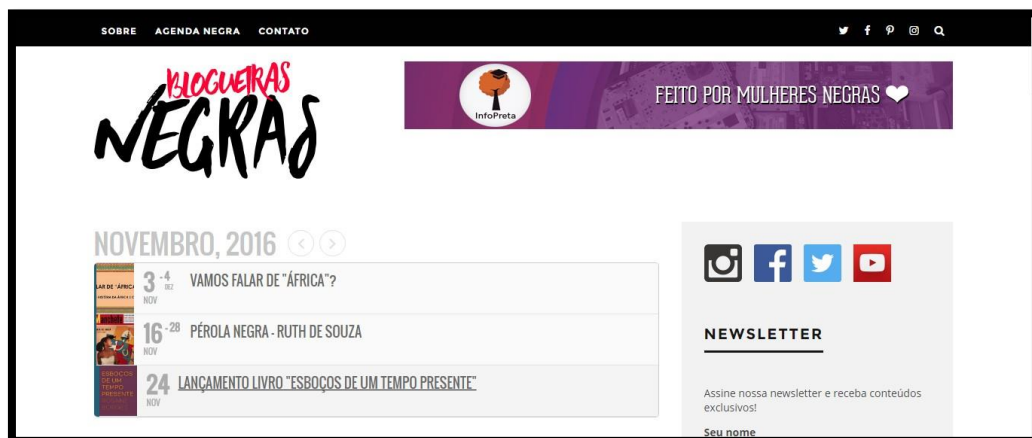 SOBRE AGENDA NEGRA CONTATO
BLOGUEIRAS
NEGRAS
InfoPreta
FEITO POR MULHERES NEGRAS
NOVEMBRO, 2016
3 - 4 DEZ
NOV
VAMOS FALAR DE "ÁFRICA"?
16 - 28
NOV
PÉROLA NEGRA - RUTH DE SOUZA
ESBOÇOS
DE UM
TEMPO
PRESENTE
24
NOV
LANÇAMENTO LIVRO "ESBOÇOS DE UM TEMPO PRESENTE"
NEWSLETTER
Assine nossa newsletter e receba conteúdos
exclusivos!
Seu nome